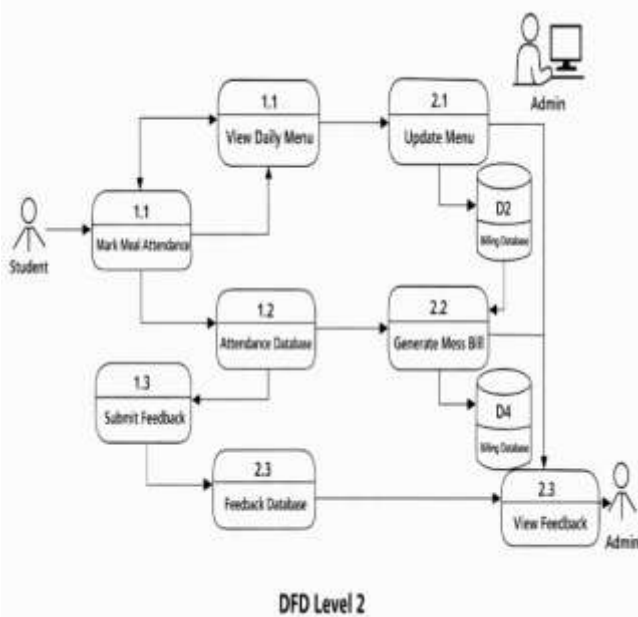 Admin
1.1
View Daily Menu
2.1
Update Menu
1.1
Mark Meal Attendance
Student
D2
Billing Database
1.2
Attendance Database
2.2
Generate Mess Bill
1.3
Submit Feedback
D4
Billing Database
2.3
Feedback Database
2.3
View Feedback
Admin
DFD Level 2